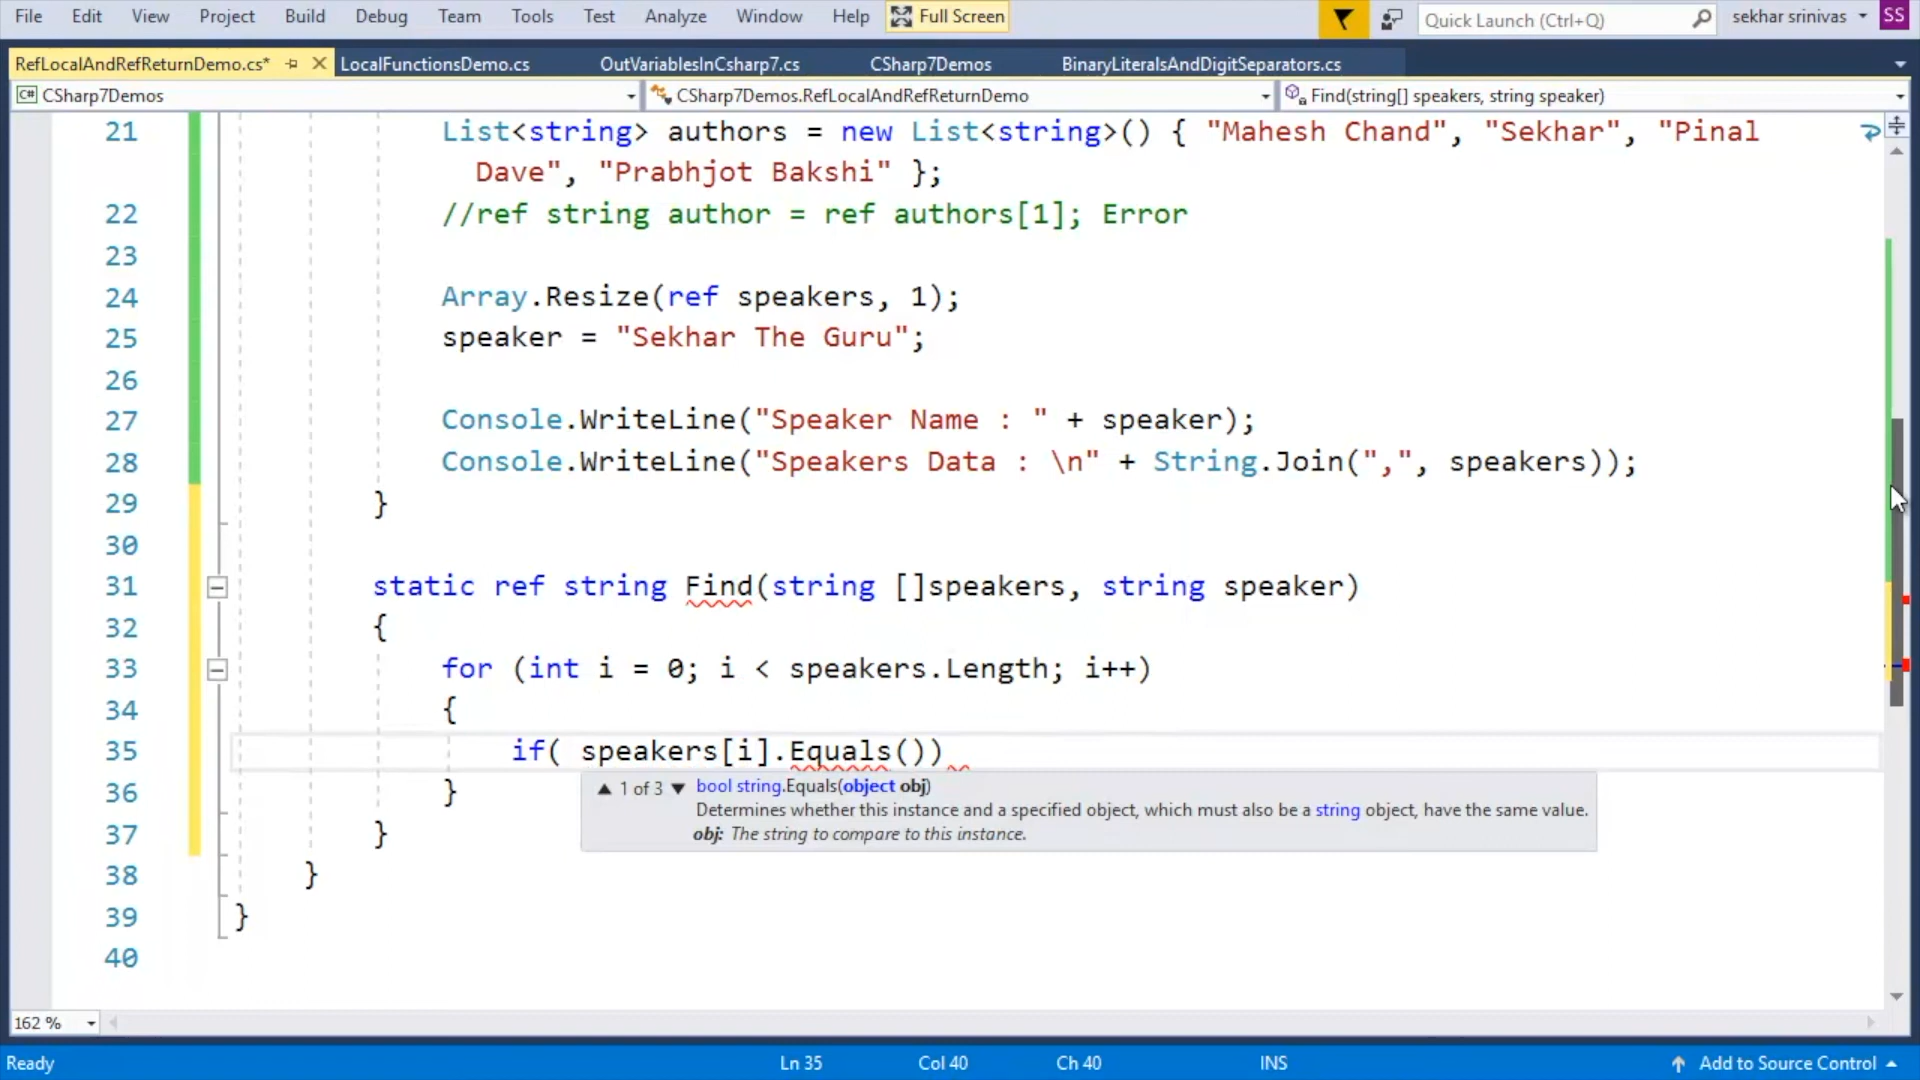 File Edit View Project Build Debug Team Tools Test Analyze Window Help Full Screen Quick Launch (Ctrl+Q) sekhar srinivas SS
RefLocalAndRefReturnDemo.cs* LocalFunctionsDemo.cs OutVariablesInCsharp7.cs CSharp7Demos BinaryLiteralsAndDigitSeparators.cs
C# CSharp7Demos CSharp7Demos.RefLocalAndRefReturnDemo Find(string[] speakers, string speaker)
21 List<string> authors = new List<string>() { "Mahesh Chand", "Sekhar", "Pinal
Dave", "Prabhjot Bakshi" };
22 //ref string author = ref authors[1]; Error
23
24 Array.Resize(ref speakers, 1);
25 speaker = "Sekhar The Guru";
26
27 Console.WriteLine("Speaker Name : " + speaker);
28 Console.WriteLine("Speakers Data : \n" + String.Join(",", speakers));
29 }
30
31 static ref string Find(string []speakers, string speaker)
32 {
33 for (int i = 0; i < speakers.Length; i++)
34 {
35 if( speakers[i].Equals())
36 }
▲ 1 of 3 ▼ bool string.Equals(object obj)
Determines whether this instance and a specified object, which must also be a string object, have the same value.
obj: The string to compare to this instance.
37 }
38 }
39 }
40
162 %
Ready Ln 35 Col 40 Ch 40 INS Add to Source Control